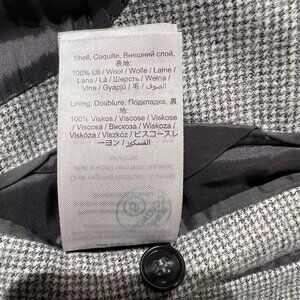 Shell, Coquille, Внешний слой,
表地:
100% Ull / Wool / Wolle / Laine /
Lana / Lã / Шерсть / Wełna /
Vlna / Gyapjú / 毛 / صوف
Lining, Doublure, Подкладка, 裏
地:
100% Viskos / Viscose / Viskose
/ Viscosa / Вискоза / Wiskoza
/ Viskóza / Viszkóz / ビスコースレ
ーヨン / الفسكوز